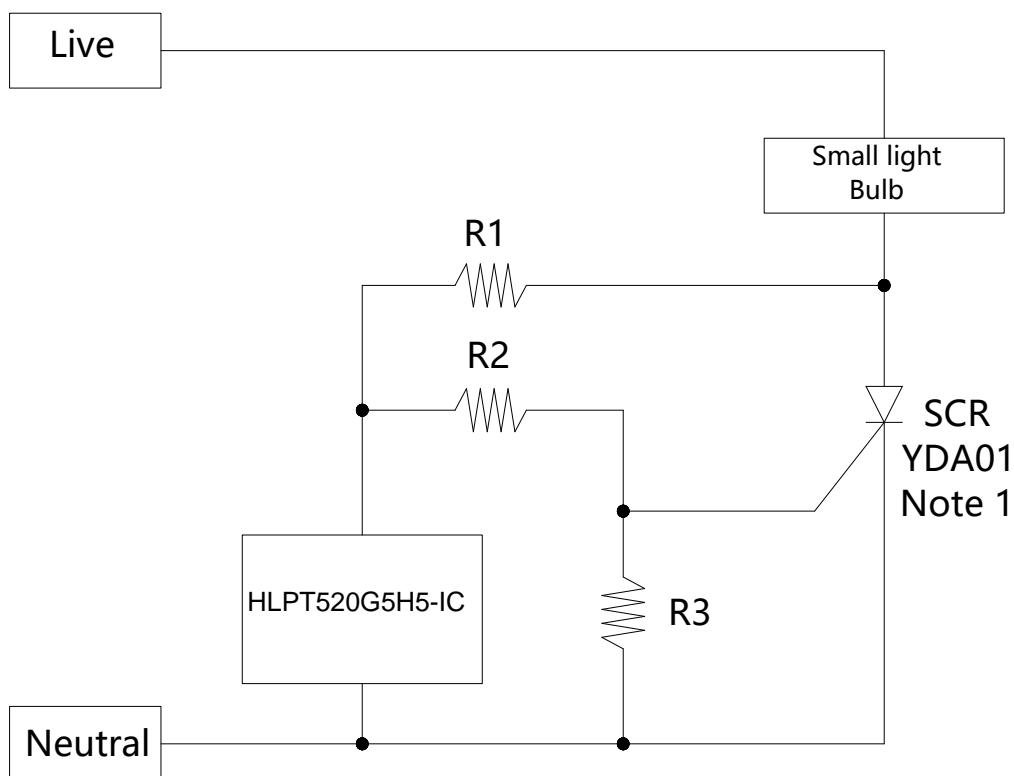 Live
Small light
Bulb
R1
R2
SCR
YDA01
Note 1
HLPT520G5H5-IC
R3
Neutral